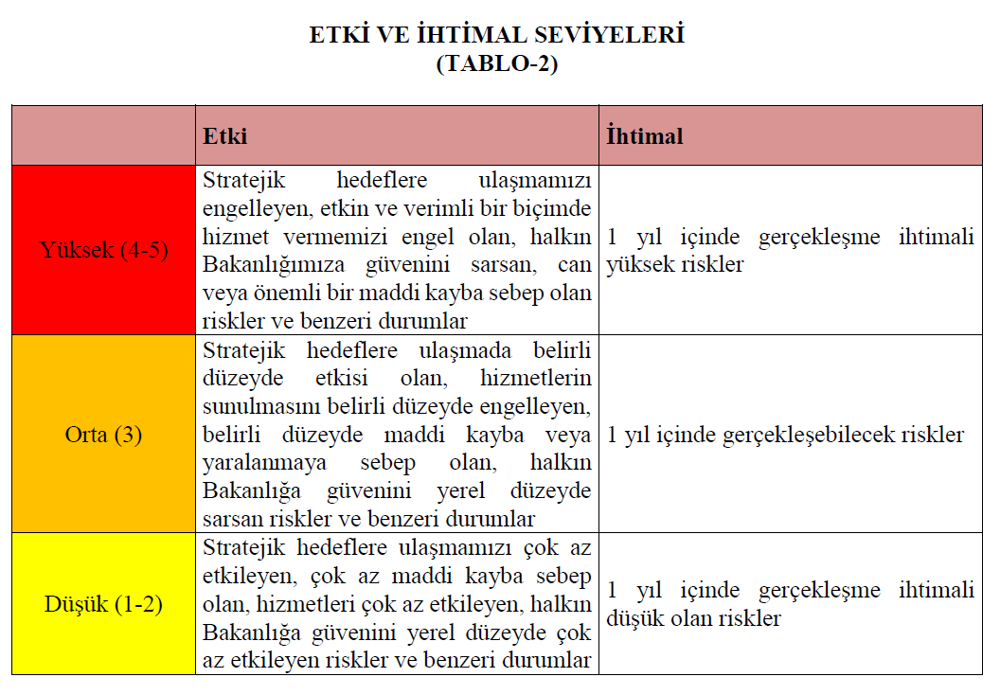 ETKİ VE İHTİMAL SEVİYELERİ
(TABLO-2)
Etki
İhtimal
Yüksek (4-5)
Stratejik hedeflere ulaşmamızı
engelleyen, etkin ve verimli bir biçimde
hizmet vermemizi engel olan, halkın
Bakanlığımıza güvenini sarsan, can
veya önemli bir maddi kayba sebep olan
riskler ve benzeri durumlar
1 yıl içinde gerçekleşme ihtimali
yüksek riskler
Orta (3)
Stratejik hedeflere ulaşmada belirli
düzeyde etkisi olan, hizmetlerin
sunulmasını belirli düzeyde engelleyen,
belirli düzeyde maddi kayba veya
yaralanmaya sebep olan, halkın
Bakanlığa güvenini yerel düzeyde
sarsan riskler ve benzeri durumlar
1 yıl içinde gerçekleşebilecek riskler
Düşük (1-2)
Stratejik hedeflere ulaşmamızı çok az
etkileyen, çok az maddi kayba sebep
olan, hizmetleri çok az etkileyen, halkın
Bakanlığa güvenini yerel düzeyde çok
az etkileyen riskler ve benzeri durumlar
1 yıl içinde gerçekleşme ihtimali
düşük olan riskler